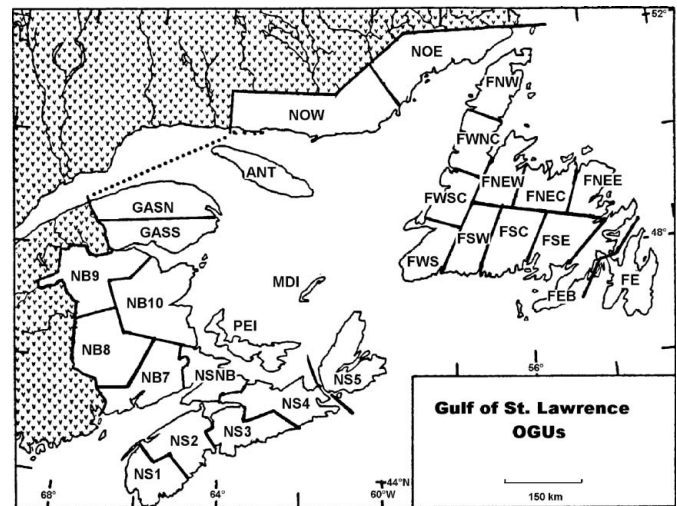 52°
NOE
FNW
NOW
FWNC
ANT
FNEW
FNEC
FNEE
FWSC
GASN
GASS
FSW
FSC
FSE
48°
FWS
NB9
NB10
MDI
FEB
FE
PEI
NB8
NB7
NSNB
NS5
56°
NS4
NS3
NS2
NS1
Gulf of St. Lawrence
OGUs
44°N
68°
64°
60°W
150 km